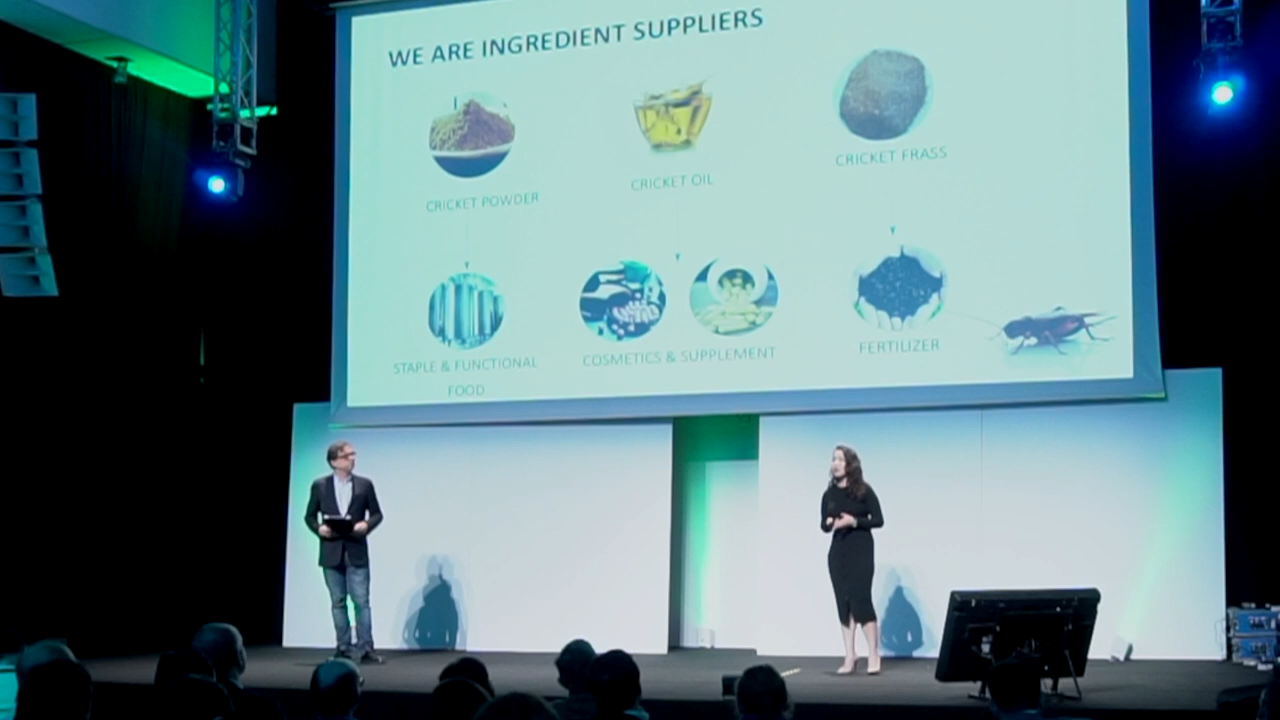 WE ARE INGREDIENT SUPPLIERS
CRICKET POWDER
CRICKET OIL
CRICKET FRASS
STAPLE & FUNCTIONAL
FOOD
COSMETICS & SUPPLEMENT
FERTILIZER